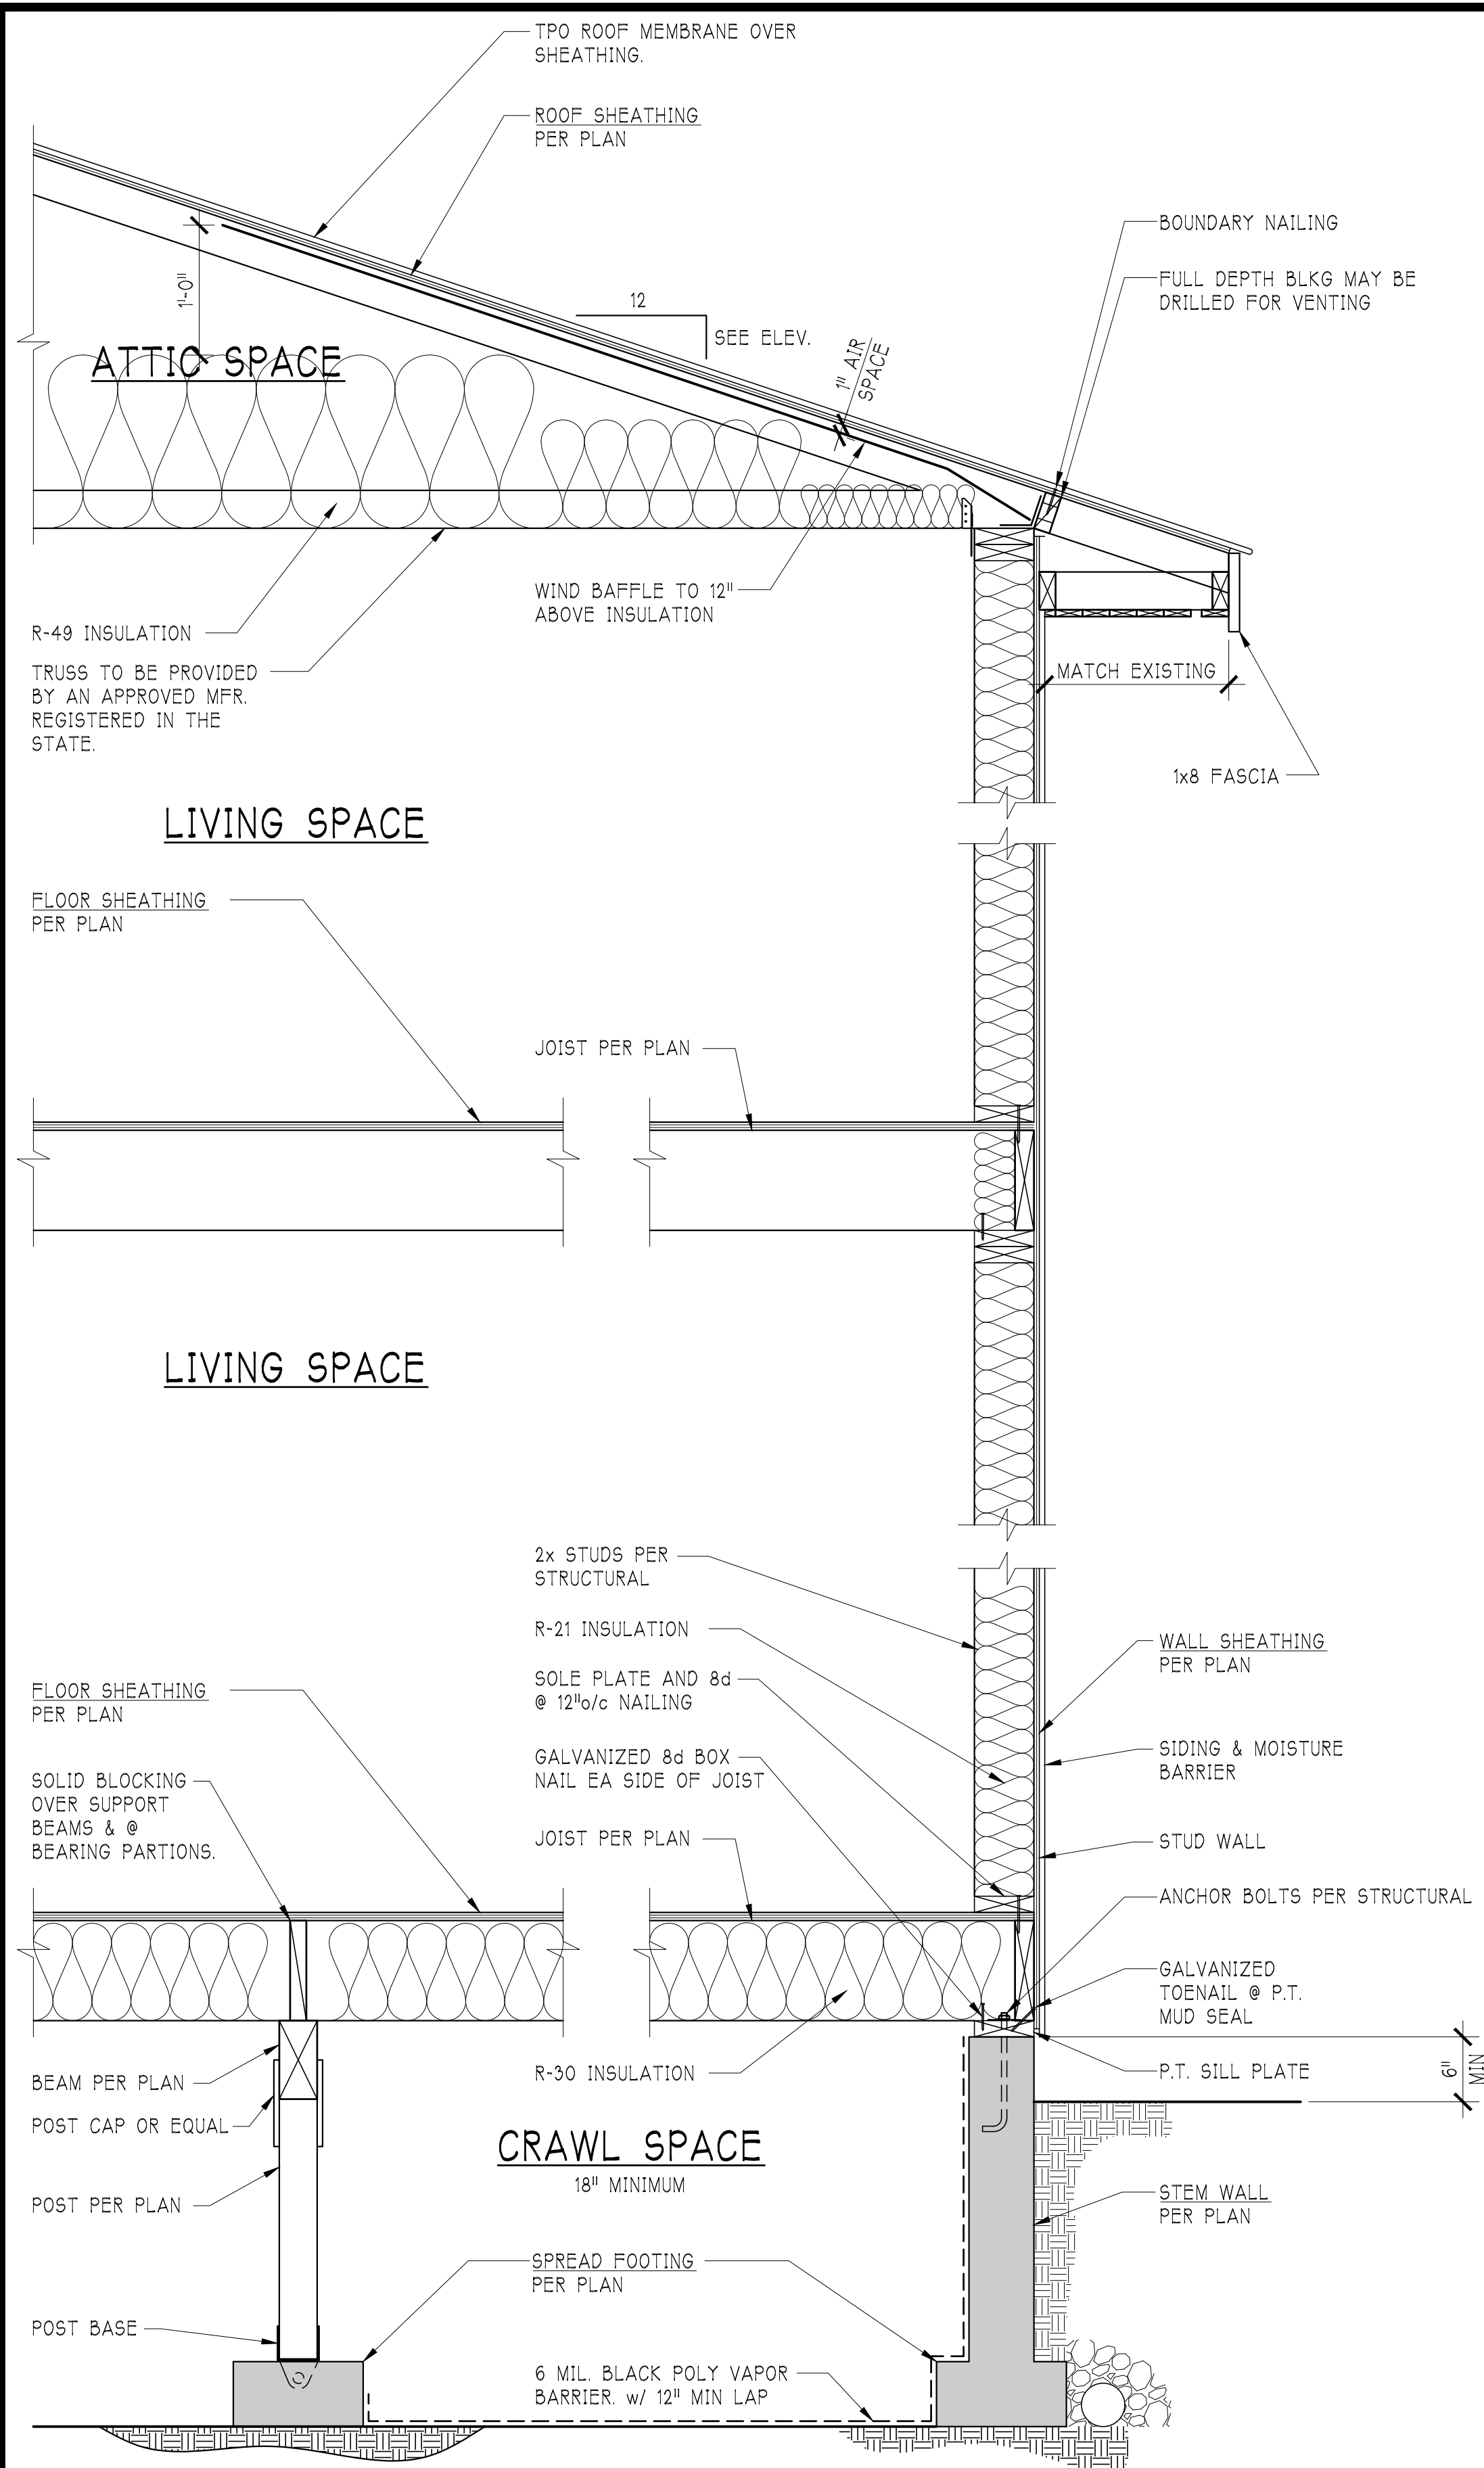 TPO ROOF MEMBRANE OVER
SHEATHING.
ROOF SHEATHING
PER PLAN
BOUNDARY NAILING
FULL DEPTH BLKG MAY BE
DRILLED FOR VENTING
1'-0"
12
SEE ELEV.
ATTIC SPACE
1" AIR
SPACE
WIND BAFFLE TO 12"
ABOVE INSULATION
R-49 INSULATION
TRUSS TO BE PROVIDED
BY AN APPROVED MFR.
REGISTERED IN THE
STATE.
MATCH EXISTING
1x8 FASCIA
LIVING SPACE
FLOOR SHEATHING
PER PLAN
JOIST PER PLAN
LIVING SPACE
2x STUDS PER
STRUCTURAL
R-21 INSULATION
SOLE PLATE AND 8d
@ 12"o/c NAILING
GALVANIZED 8d BOX
NAIL EA SIDE OF JOIST
JOIST PER PLAN
WALL SHEATHING
PER PLAN
SIDING & MOISTURE
BARRIER
STUD WALL
ANCHOR BOLTS PER STRUCTURAL
GALVANIZED
TOENAIL @ P.T.
MUD SEAL
P.T. SILL PLATE
6"
MIN
FLOOR SHEATHING
PER PLAN
SOLID BLOCKING
OVER SUPPORT
BEAMS & @
BEARING PARTIONS.
BEAM PER PLAN
POST CAP OR EQUAL
POST PER PLAN
POST BASE
R-30 INSULATION
CRAWL SPACE
18" MINIMUM
STEM WALL
PER PLAN
SPREAD FOOTING
PER PLAN
6 MIL. BLACK POLY VAPOR
BARRIER. w/ 12" MIN LAP